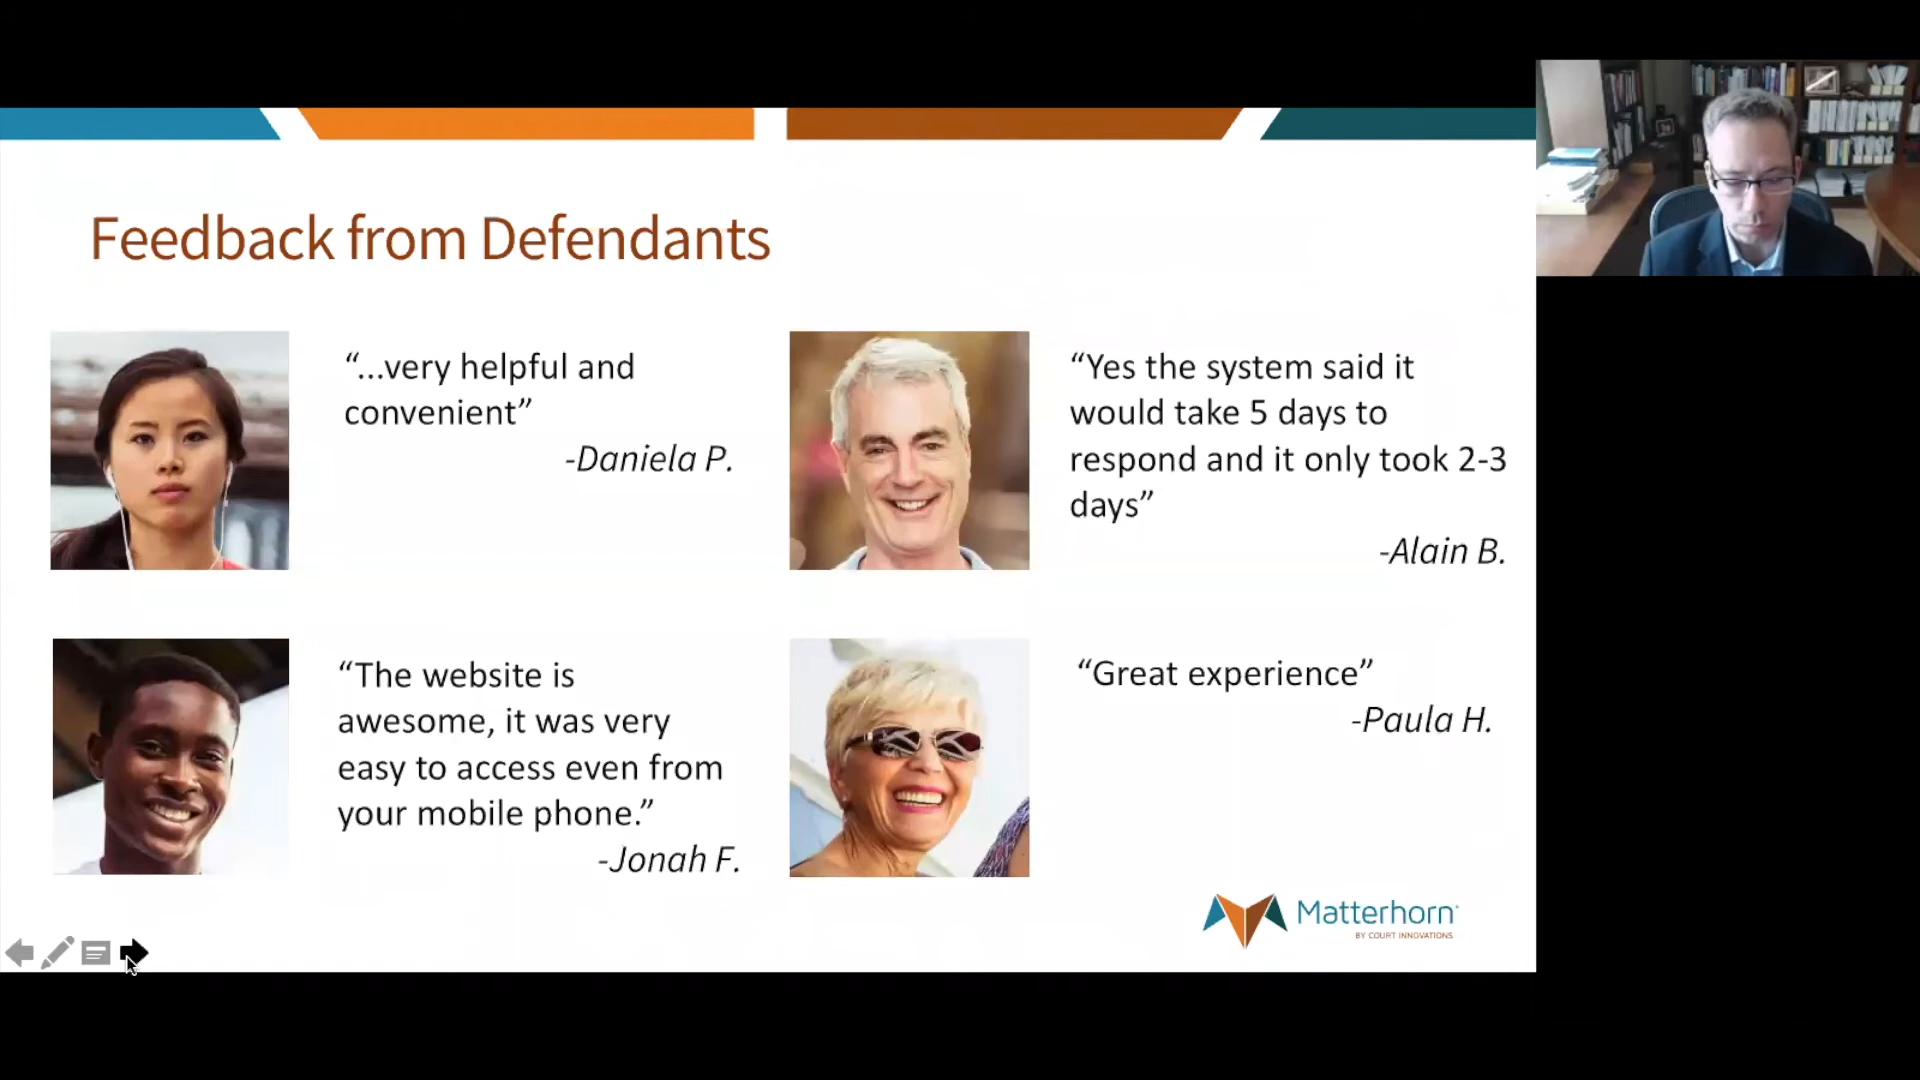 Feedback from Defendants
“...very helpful and
convenient”
-Daniela P.
“Yes the system said it
would take 5 days to
respond and it only took 2-3
days”
-Alain B.
“The website is
awesome, it was very
easy to access even from
your mobile phone.”
-Jonah F.
“Great experience”
-Paula H.
Matterhorn
BY COURT INNOVATIONS